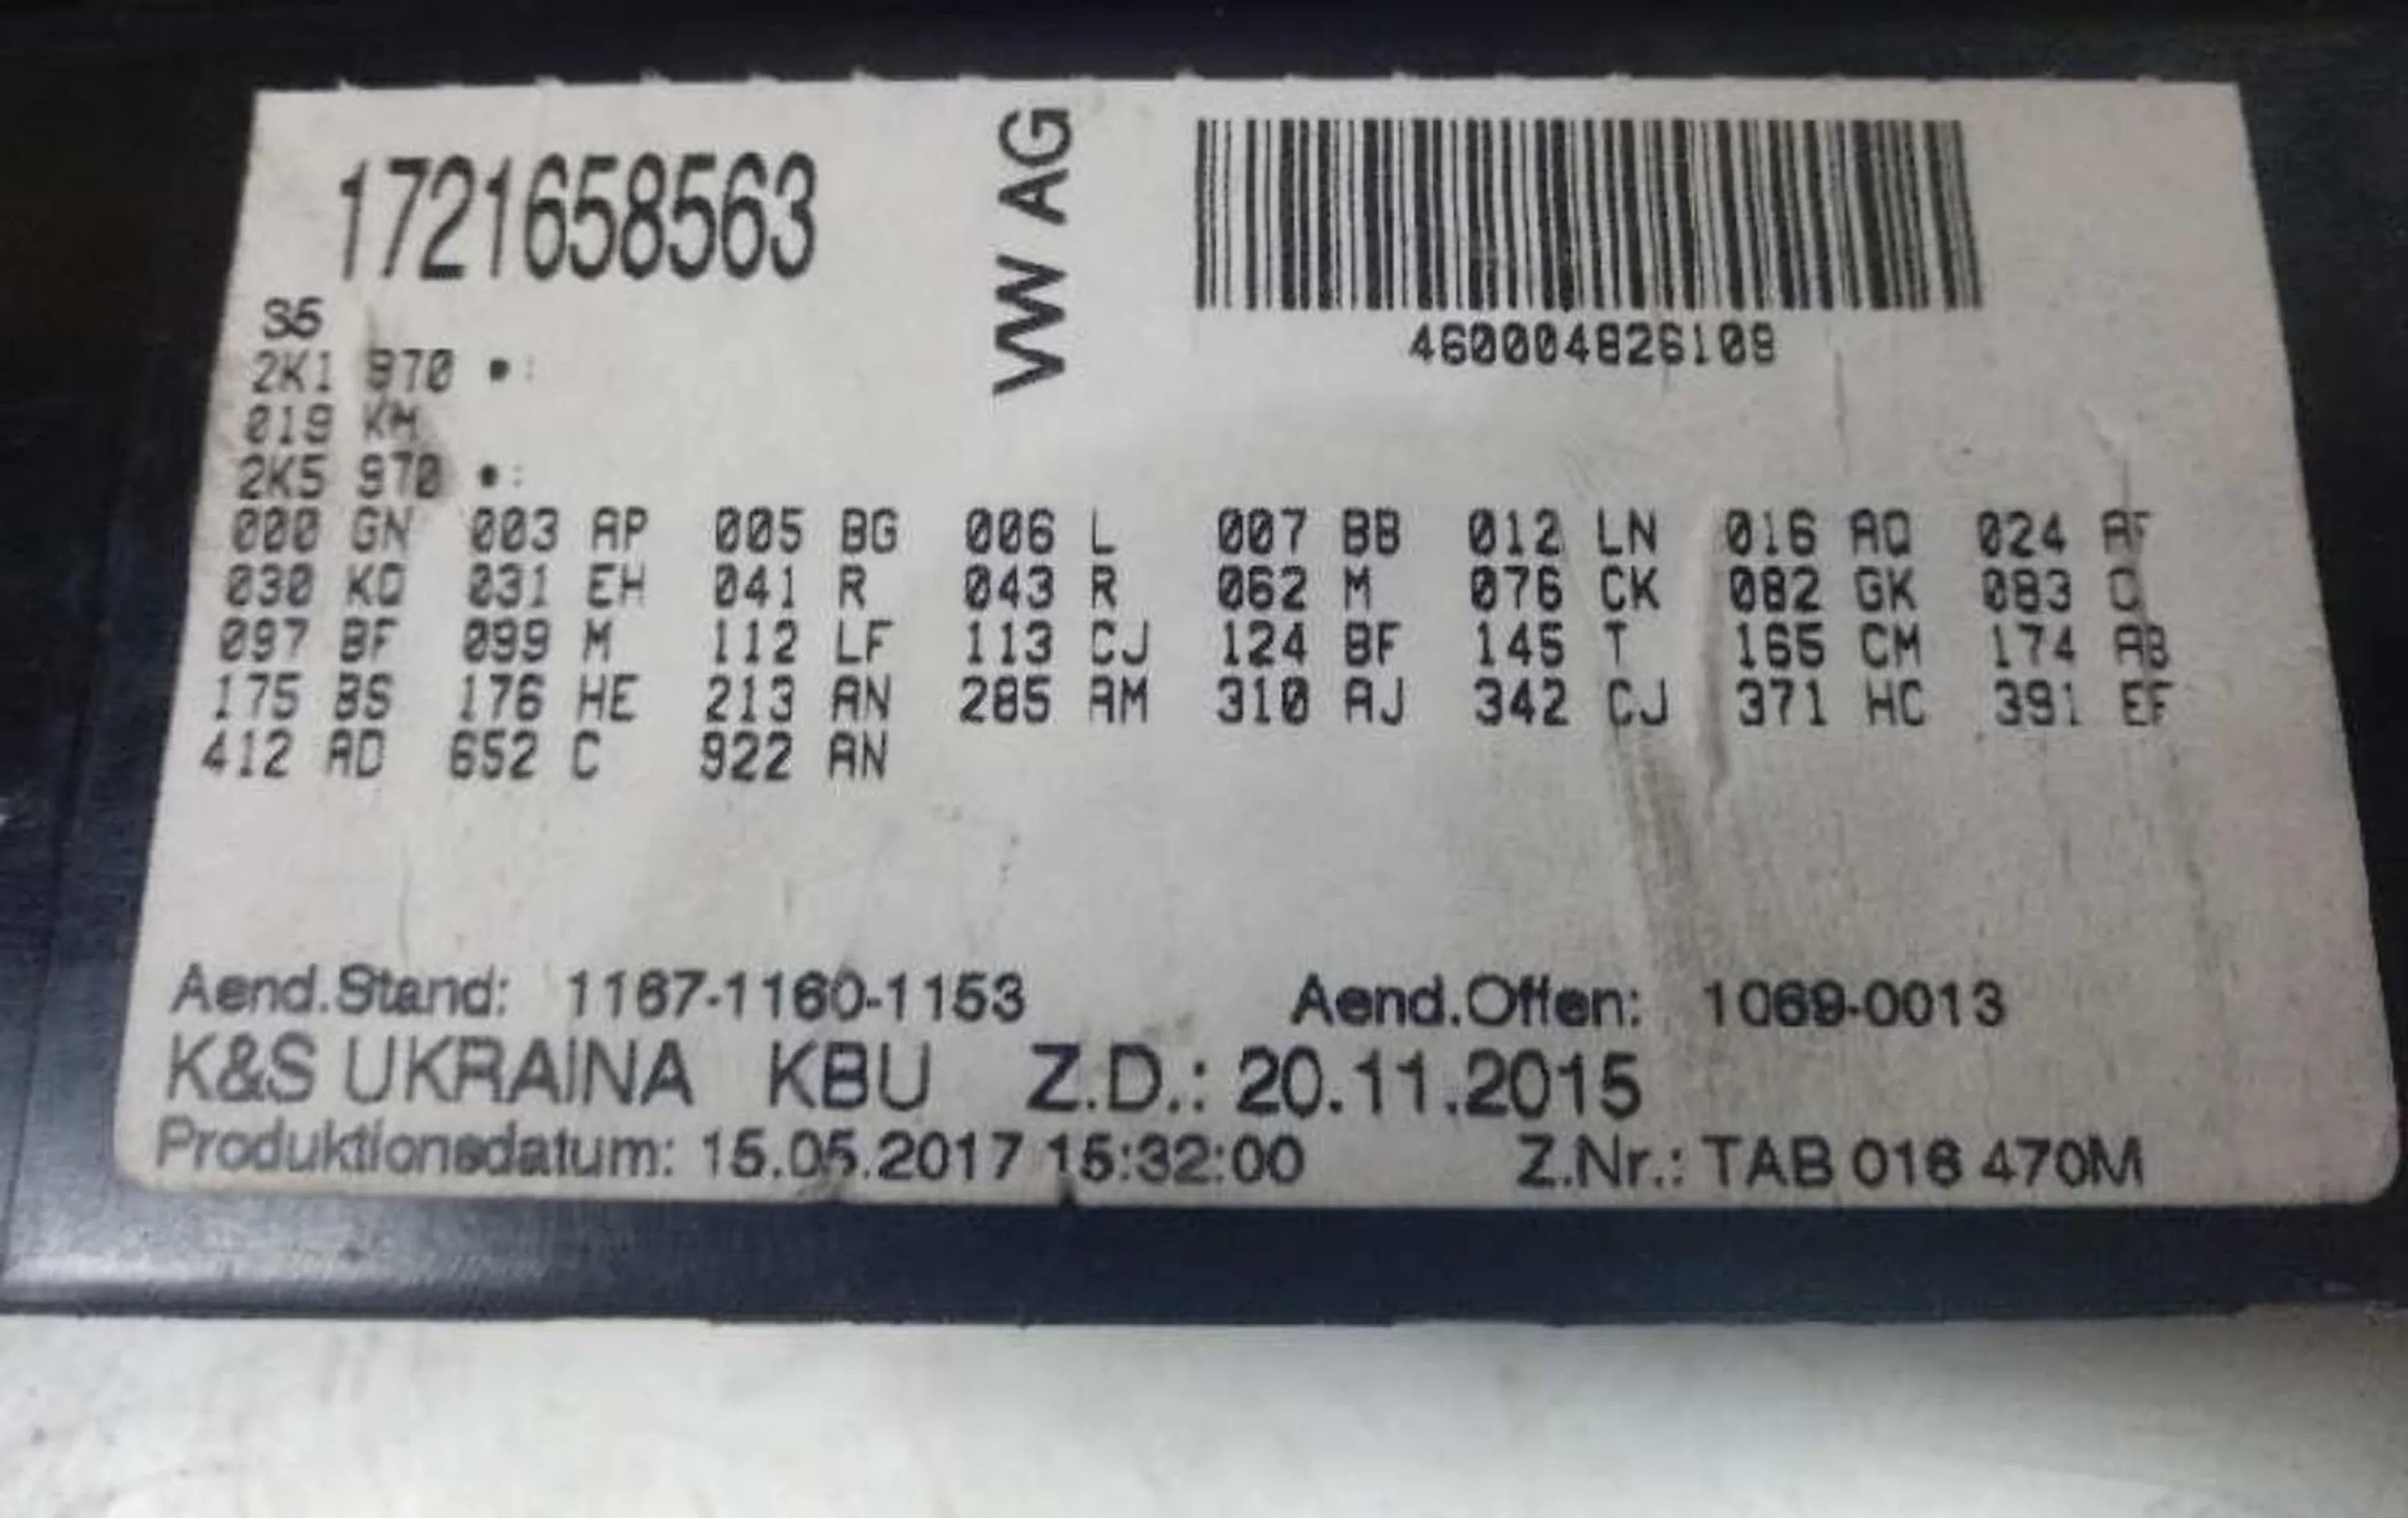 1721658563
VW AG
460004826108
S5
2K1 970
019 KM
2K5 970
000 GN 003 AP 005 BG 006 L 007 BB 012 LN 016 AQ 024
030 KQ 031 EH 041 R 043 R 062 M 076 CK 082 GK 083
097 BF 099 M 112 LF 113 CJ 124 BF 145 T 165 CM 174 AB
175 BS 176 HE 213 AN 285 AM 310 AJ 342 CJ 371 HC 391 EF
412 AD 652 C 922 AN
Aend.Stand: 1167-1160-1153 Aend.Offen: 1069-0013
K&S UKRAINA KBU Z.D.: 20.11.2015
Produktionsdatum: 15.05.2017 15:32:00 Z.Nr.: TAB 016 470M